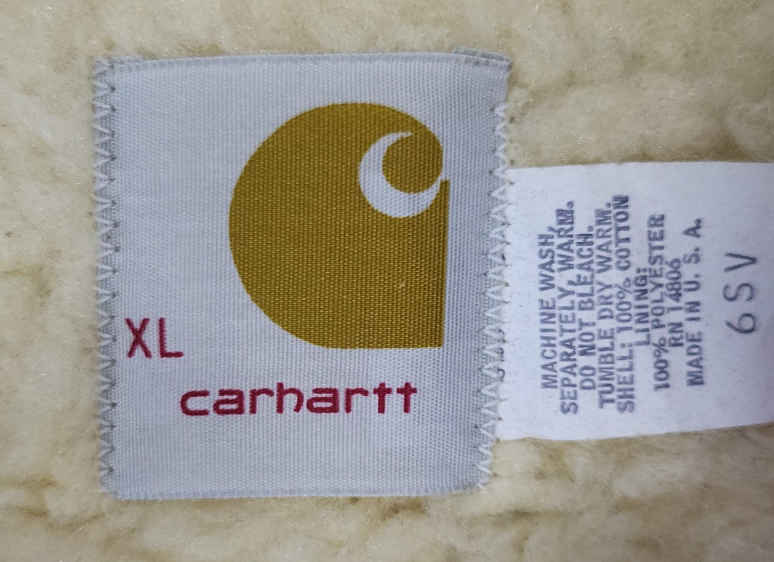 XL
carhartt
MACHINE WASH,
SEPARATELY, WARM.
DO NOT BLEACH.
TUMBLE DRY WARM.
SHELL: 100% COTTON
LINING:
100% POLYESTER
RN 14806
MADE IN U. S. A.
6SV